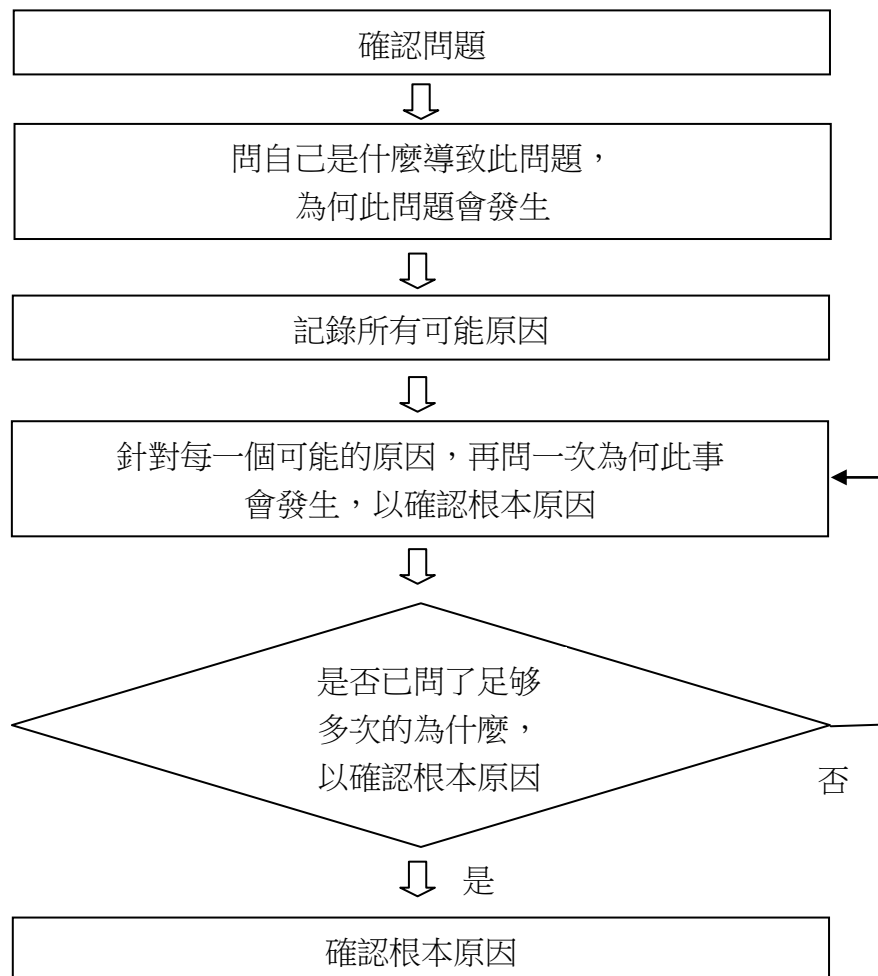 確認問題
問自己是什麼導致此問題，
為何此問題會發生
記錄所有可能原因
針對每一個可能的原因，再問一次為何此事
會發生，以確認根本原因
是否已問了足够
多次的為什麼，
以確認根本原因
否
是
確認根本原因